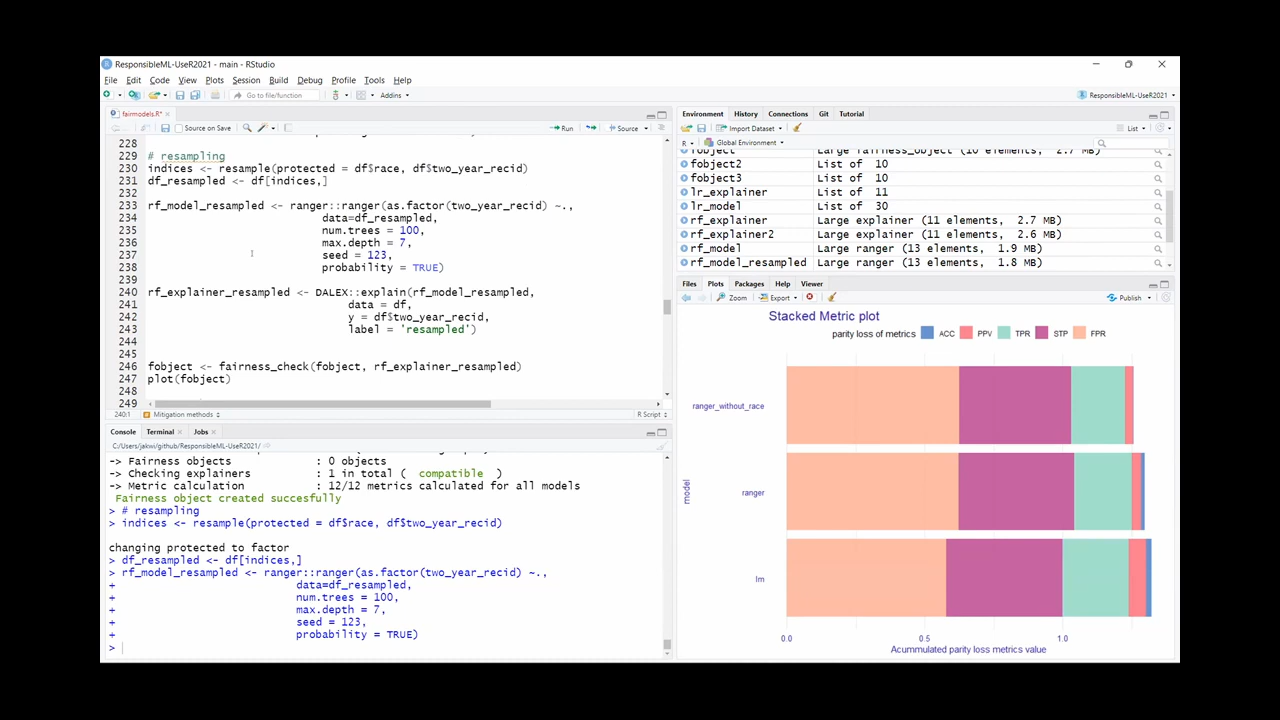 ResponsibleML-UseR2021 - main - RStudio
File Edit Code View Plots Session Build Debug Profile Tools Help
Go to file/function
Addins
ResponsibleML-UseR2021
fairmodels.R*
Source on Save
Run
Source
228
229 # resampling
230 indices <- resample(protected = df$race, df$two_year_recid)
231 df_resampled <- df[indices,]
232
233 rf_model_resampled <- ranger::ranger(as.factor(two_year_recid) ~.,
234 data=df_resampled,
235 num.trees = 100,
236 max.depth = 7,
237 seed = 123,
238 probability = TRUE)
239
240 rf_explainer_resampled <- DALEX::explain(rf_model_resampled,
241 data = df,
242 y = df$two_year_recid,
243 label = 'resampled')
244
245
246 fobject <- fairness_check(fobject, rf_explainer_resampled)
247 plot(fobject)
248
249
240:1 Mitigation methods R Script
Console Terminal Jobs
C:/Users/jakwi/github/ResponsibleML-UseR2021/
-> Fairness objects : 0 objects
-> Checking explainers : 1 in total ( compatible )
-> Metric calculation : 12/12 metrics calculated for all models
Fairness object created succesfully
> # resampling
> indices <- resample(protected = df$race, df$two_year_recid)
changing protected to factor
> df_resampled <- df[indices,]
> rf_model_resampled <- ranger::ranger(as.factor(two_year_recid) ~.,
+ data=df_resampled,
+ num.trees = 100,
+ max.depth = 7,
+ seed = 123,
+ probability = TRUE)
>
Environment History Connections Git Tutorial
Import Dataset
List
R Global Environment
fobject Large fairness_object (10 elements, 2.7 MB)
fobject2 List of 10
fobject3 List of 10
lr_explainer List of 11
lr_model List of 30
rf_explainer Large explainer (11 elements, 2.7 MB)
rf_explainer2 Large explainer (11 elements, 2.6 MB)
rf_model Large ranger (13 elements, 1.9 MB)
rf_model_resampled Large ranger (13 elements, 1.8 MB)
Files Plots Packages Help Viewer
Zoom Export Publish
Stacked Metric plot
parity loss of metrics ACC PPV TPR STP FPR
ranger_without_race
ranger
lm
model
0.0 0.5 1.0
Acummulated parity loss metrics value